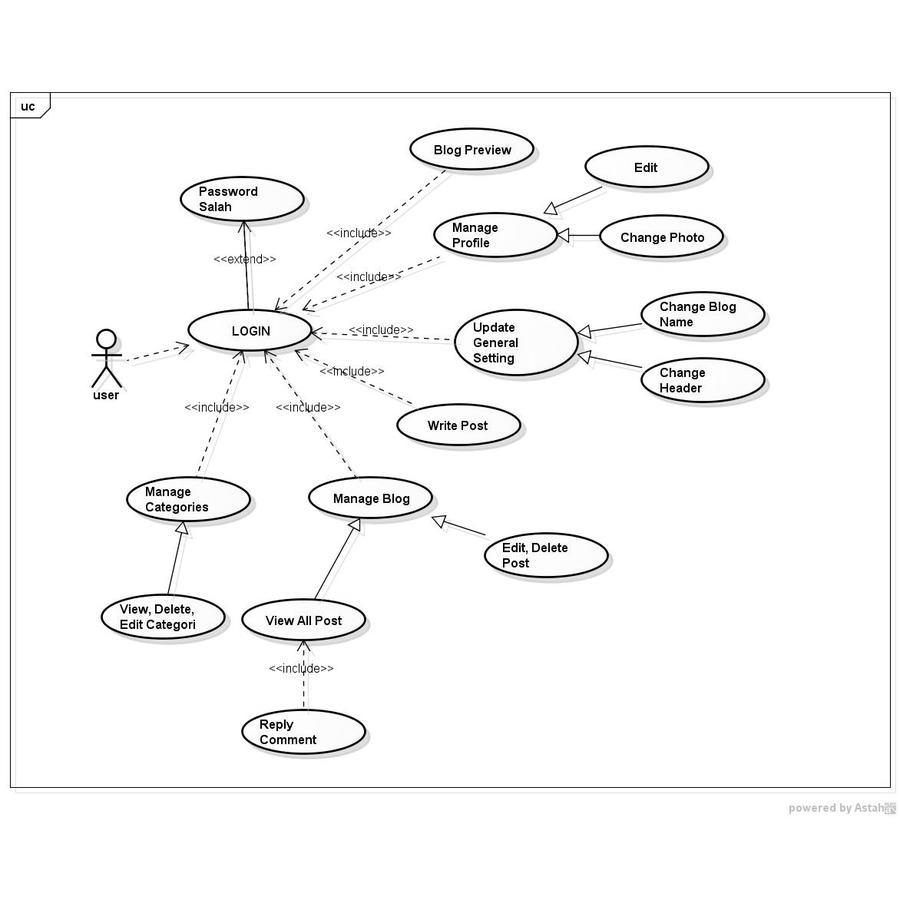 uc
Blog Preview
Edit
Password
Salah
<<include>>
Manage
Profile
Change Photo
<<extend>>
<<include>>
Change Blog
Name
LOGIN
<<include>>
Update
General
Setting
user
<<include>>
Change
Header
<<include>>
<<include>>
Write Post
Manage
Categories
Manage Blog
Edit, Delete
Post
View, Delete,
Edit Categori
View All Post
<<include>>
Reply
Comment
powered by Astah